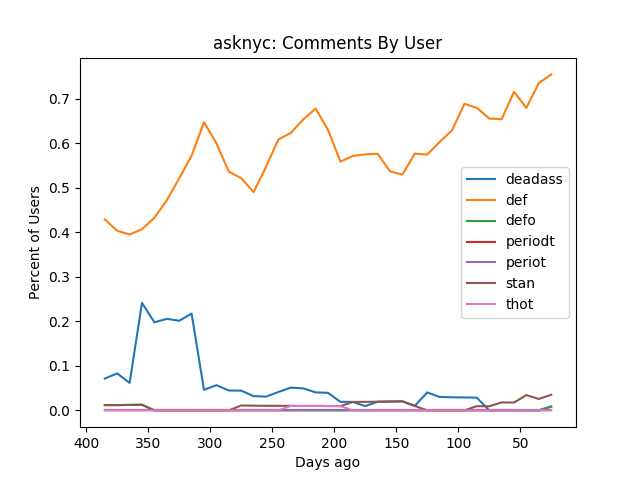 asknyc: Comments By User
Percent of Users
0.7
0.6
0.5
0.4
0.3
0.2
0.1
0.0
deadass
def
defo
periodt
periot
stan
thot
400 350 300 250 200 150 100 50
Days ago